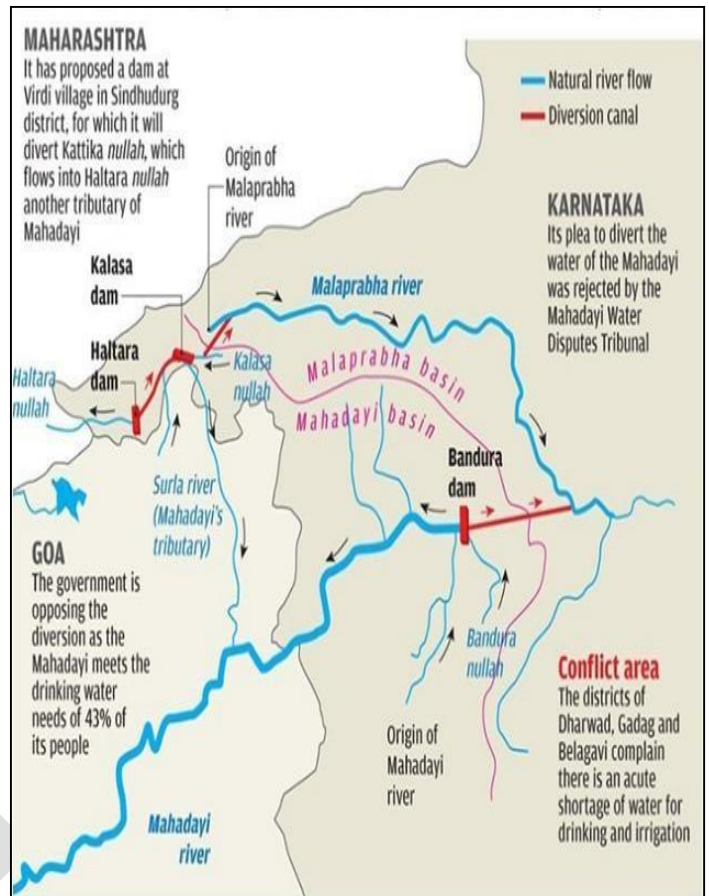 MAHARASHTRA
It has proposed a dam at
Virdi village in Sindhudurg
district, for which it will
divert Kattika nullah, which
flows into Haltara nullah
another tributary of
Mahadayi
Natural river flow
Diversion canal
Origin of
Malaprabha
river
KARNATAKA
Its plea to divert the
water of the Mahadayi
was rejected by the
Mahadayi Water
Disputes Tribunal
Kalasa
dam
Malaprabha river
Haltara
dam
Haltara
nullah
Kalasa
nullah
Malaprabha basin
Mahadayi basin
Bandura
dam
Surla river
(Mahadayi's
tributary)
GOA
The government is
opposing the
diversion as the
Mahadayi meets the
drinking water
needs of 43% of
its people
Bandura
nullah
Origin of
Mahadayi
river
Conflict area
The districts of
Dharwad, Gadag and
Belagavi complain
there is an acute
shortage of water for
drinking and irrigation
Mahadayi
river